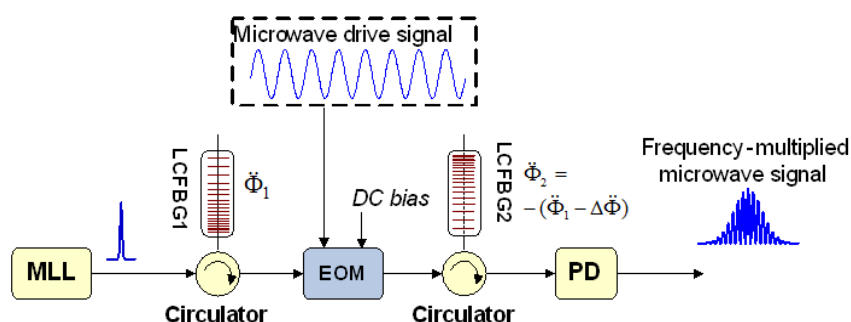 Microwave drive signal
LCFBG1
Φ̈₁
LCFBG2
Φ̈₂ =
-(Φ̈₁ - ΔΦ̈)
Frequency-multiplied
microwave signal
DC bias
MLL
EOM
PD
Circulator
Circulator